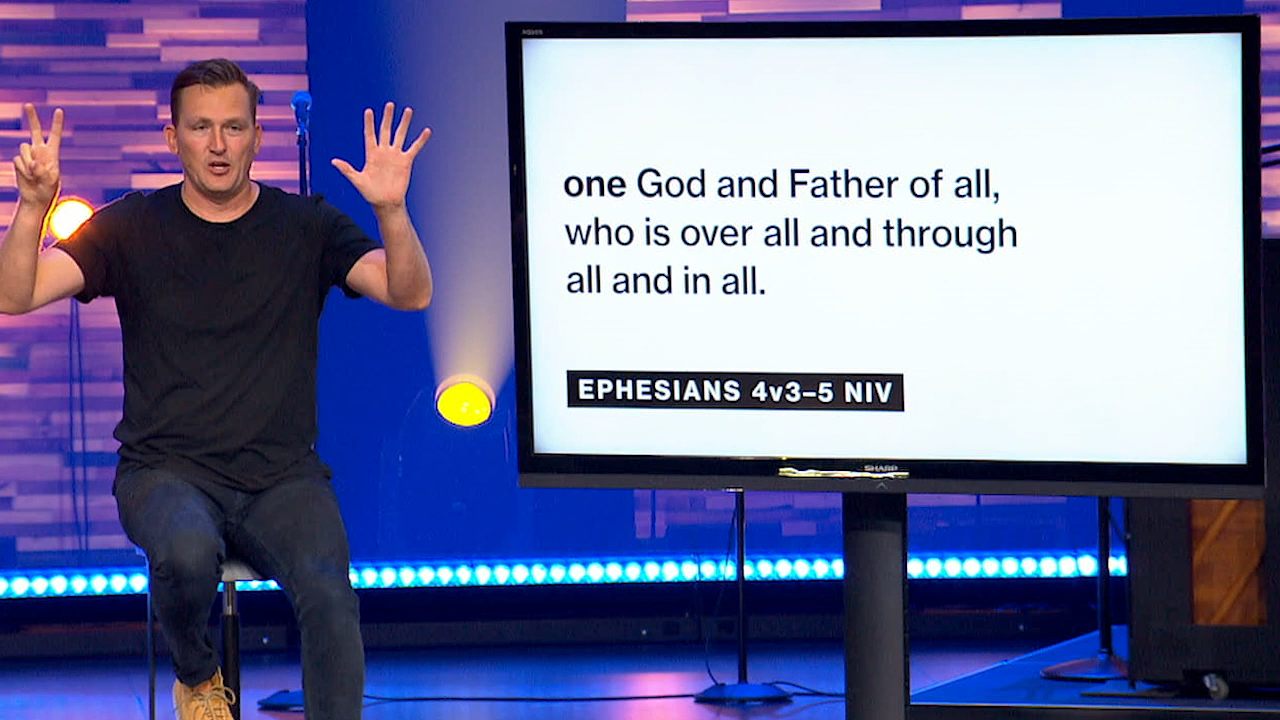 one God and Father of all,
who is over all and through
all and in all.
EPHESIANS 4v3–5 NIV
SHARP